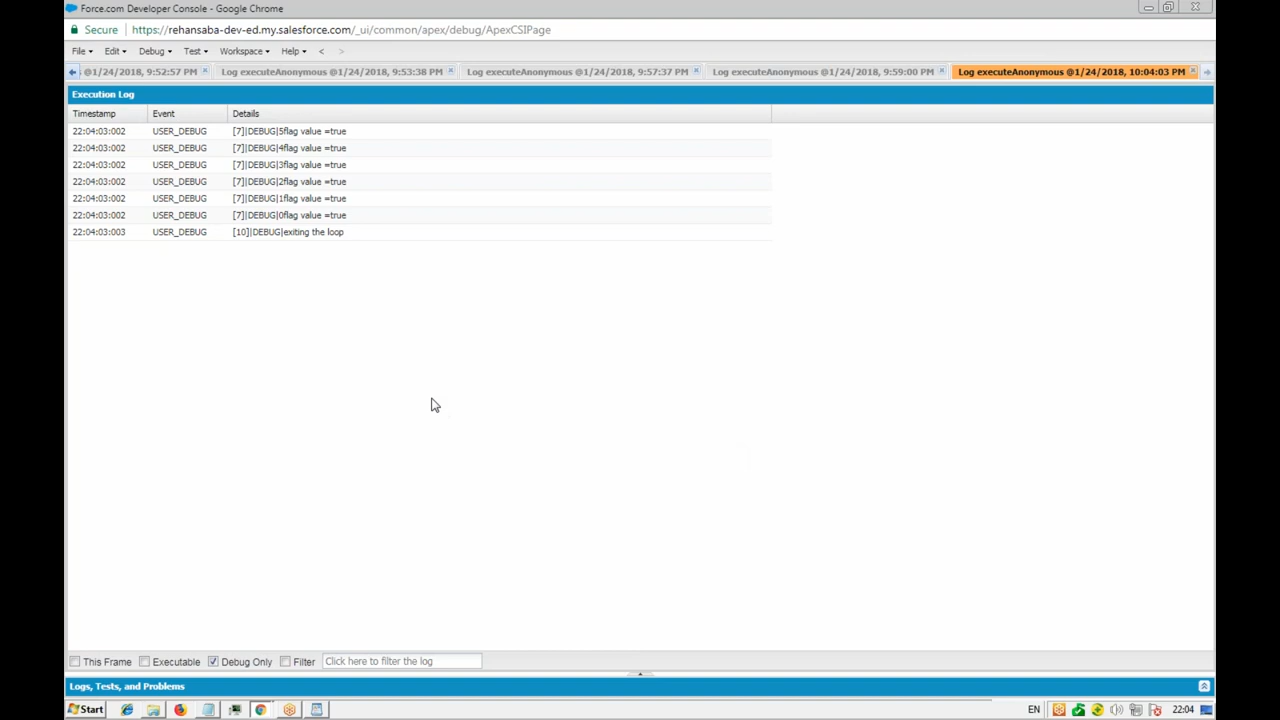 Force.com Developer Console - Google Chrome
Secure https://rehansaba-dev-ed.my.salesforce.com/_ui/common/apex/debug/ApexCSIPage
File Edit Debug Test Workspace Help < >
@1/24/2018, 9:52:57 PM Log executeAnonymous @1/24/2018, 9:53:38 PM Log executeAnonymous @1/24/2018, 9:57:37 PM Log executeAnonymous @1/24/2018, 9:59:00 PM Log executeAnonymous @1/24/2018, 10:04:03 PM
Execution Log
Timestamp Event Details
22:04:03:002 USER_DEBUG [7]|DEBUG|5flag value =true
22:04:03:002 USER_DEBUG [7]|DEBUG|4flag value =true
22:04:03:002 USER_DEBUG [7]|DEBUG|3flag value =true
22:04:03:002 USER_DEBUG [7]|DEBUG|2flag value =true
22:04:03:002 USER_DEBUG [7]|DEBUG|1flag value =true
22:04:03:002 USER_DEBUG [7]|DEBUG|0flag value =true
22:04:03:003 USER_DEBUG [10]|DEBUG|exiting the loop
This Frame Executable Debug Only Filter Click here to filter the log
Logs, Tests, and Problems
Start EN 22:04